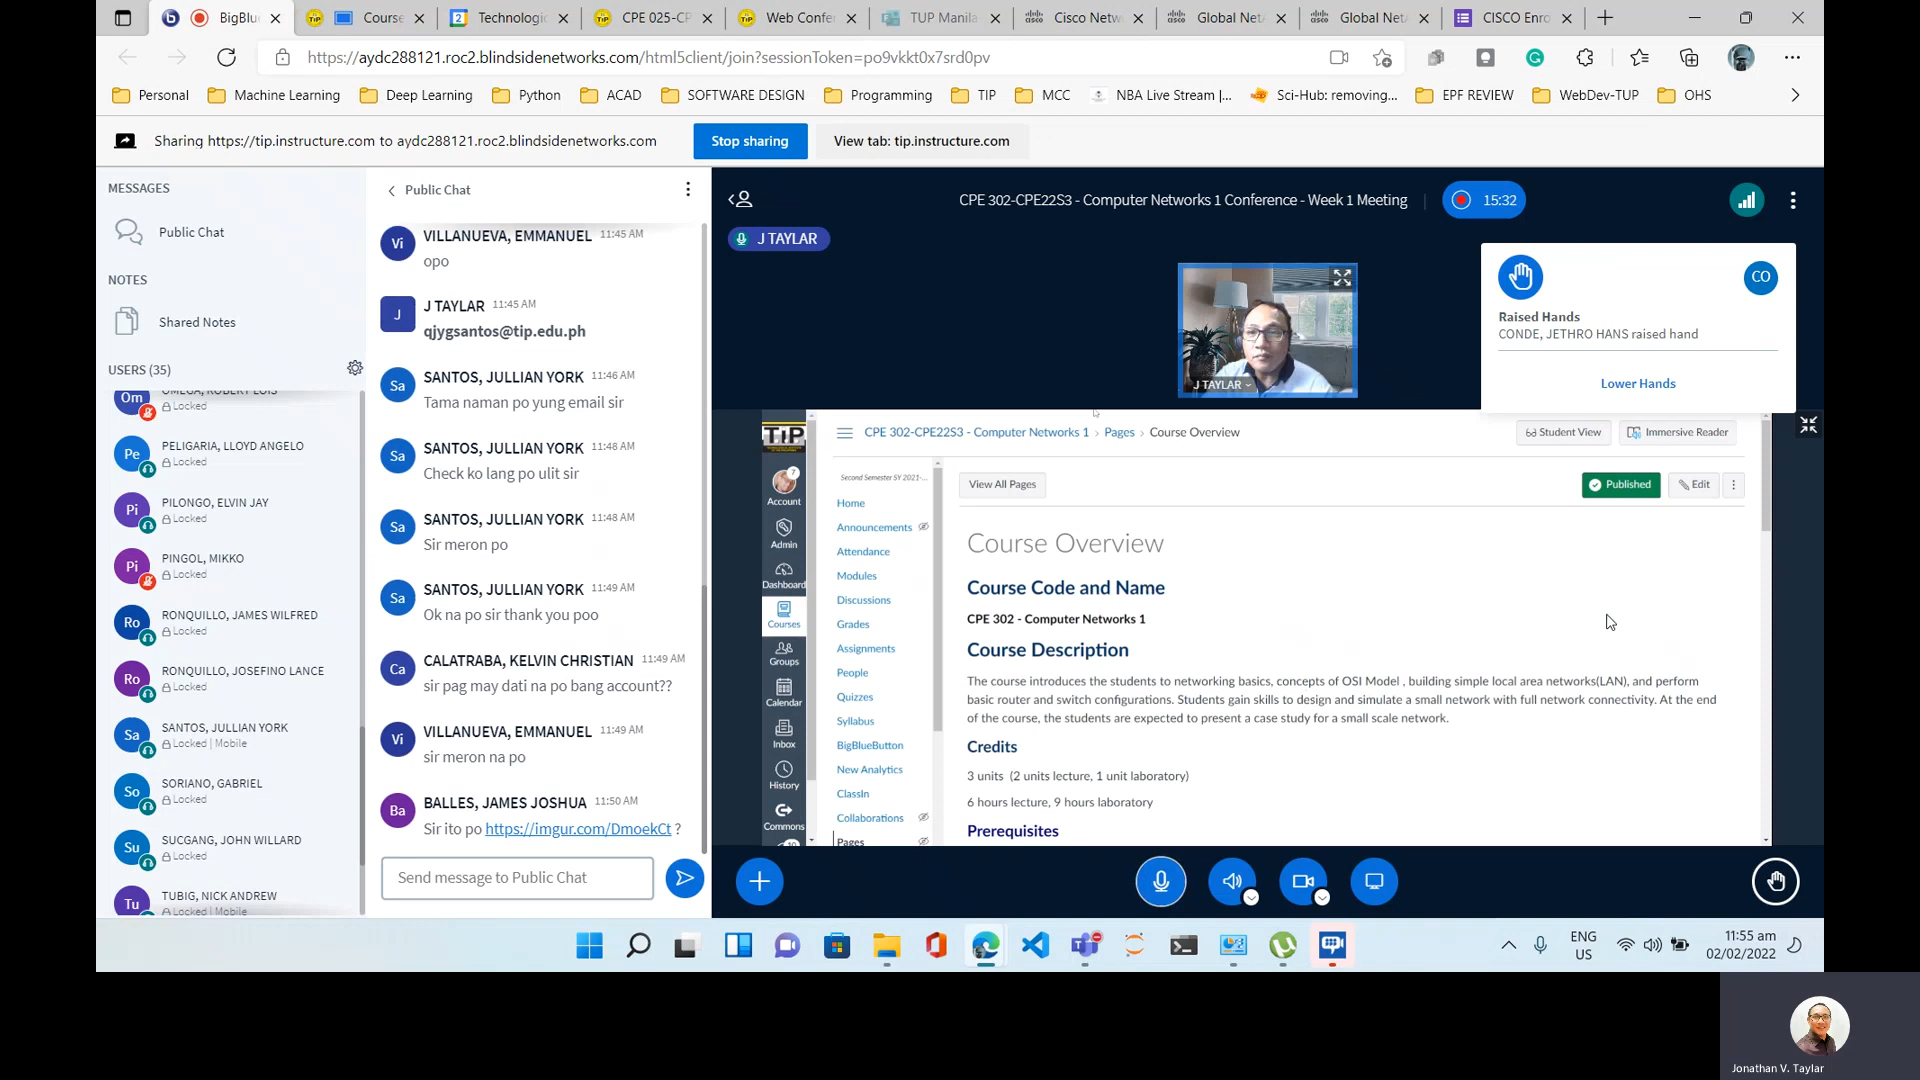 BigBlu
Course
Technologic
CPE 025-CP
Web Confe
TUP Manila
Cisco Netw
Global Net
Global Net
CISCO Enro
https://aydc288121.roc2.blindsidenetworks.com/html5client/join?sessionToken=po9vkkt0x7srd0pv
Personal
Machine Learning
Deep Learning
Python
ACAD
SOFTWARE DESIGN
Programming
TIP
MCC
NBA Live Stream |...
Sci-Hub: removing...
EPF REVIEW
WebDev-TUP
OHS
Sharing https://tip.instructure.com to aydc288121.roc2.blindsidenetworks.com
Stop sharing
View tab: tip.instructure.com
MESSAGES
Public Chat
NOTES
Shared Notes
USERS (35)
Om
Locked
Pe PELIGARIA, LLOYD ANGELO
Locked
Pi PILONGO, ELVIN JAY
Locked
Pi PINGOL, MIKKO
Locked
Ro RONQUILLO, JAMES WILFRED
Locked
Ro RONQUILLO, JOSEFINO LANCE
Locked
Sa SANTOS, JULLIAN YORK
Locked | Mobile
So SORIANO, GABRIEL
Locked
Su SUCGANG, JOHN WILLARD
Locked
Tu TUBIG, NICK ANDREW
Locked | Mobile
Public Chat
Vi VILLANUEVA, EMMANUEL 11:45 AM
opo
J J TAYLAR 11:45 AM
qjygsantos@tip.edu.ph
Sa SANTOS, JULLIAN YORK 11:46 AM
Tama naman po yung email sir
Sa SANTOS, JULLIAN YORK 11:48 AM
Check ko lang po ulit sir
Sa SANTOS, JULLIAN YORK 11:48 AM
Sir meron po
Sa SANTOS, JULLIAN YORK 11:49 AM
Ok na po sir thank you poo
Ca CALATRABA, KELVIN CHRISTIAN 11:49 AM
sir pag may dati na po bang account??
Vi VILLANUEVA, EMMANUEL 11:49 AM
sir meron na po
Ba BALLES, JAMES JOSHUA 11:50 AM
Sir ito po https://imgur.com/DmoekCt ?
Send message to Public Chat
CPE 302-CPE22S3 - Computer Networks 1 Conference - Week 1 Meeting
15:32
J TAYLAR
J TAYLAR
CO
Raised Hands
CONDE, JETHRO HANS raised hand
Lower Hands
T.I.P
7
Account
Admin
Dashboard
Courses
Groups
Calendar
Inbox
History
Commons
10
CPE 302-CPE22S3 - Computer Networks 1 > Pages > Course Overview
Student View
Immersive Reader
Second Semester SY 2021-...
Home
Announcements
Attendance
Modules
Discussions
Grades
Assignments
People
Quizzes
Syllabus
BigBlueButton
New Analytics
ClassIn
Collaborations
Pages
View All Pages
Published
Edit
Course Overview
Course Code and Name
CPE 302 - Computer Networks 1
Course Description
The course introduces the students to networking basics, concepts of OSI Model , building simple local area networks(LAN), and perform
basic router and switch configurations. Students gain skills to design and simulate a small network with full network connectivity. At the end
of the course, the students are expected to present a case study for a small scale network.
Credits
3 units (2 units lecture, 1 unit laboratory)
6 hours lecture, 9 hours laboratory
Prerequisites
ENG
US
11:55 am
02/02/2022
Jonathan V. Taylar